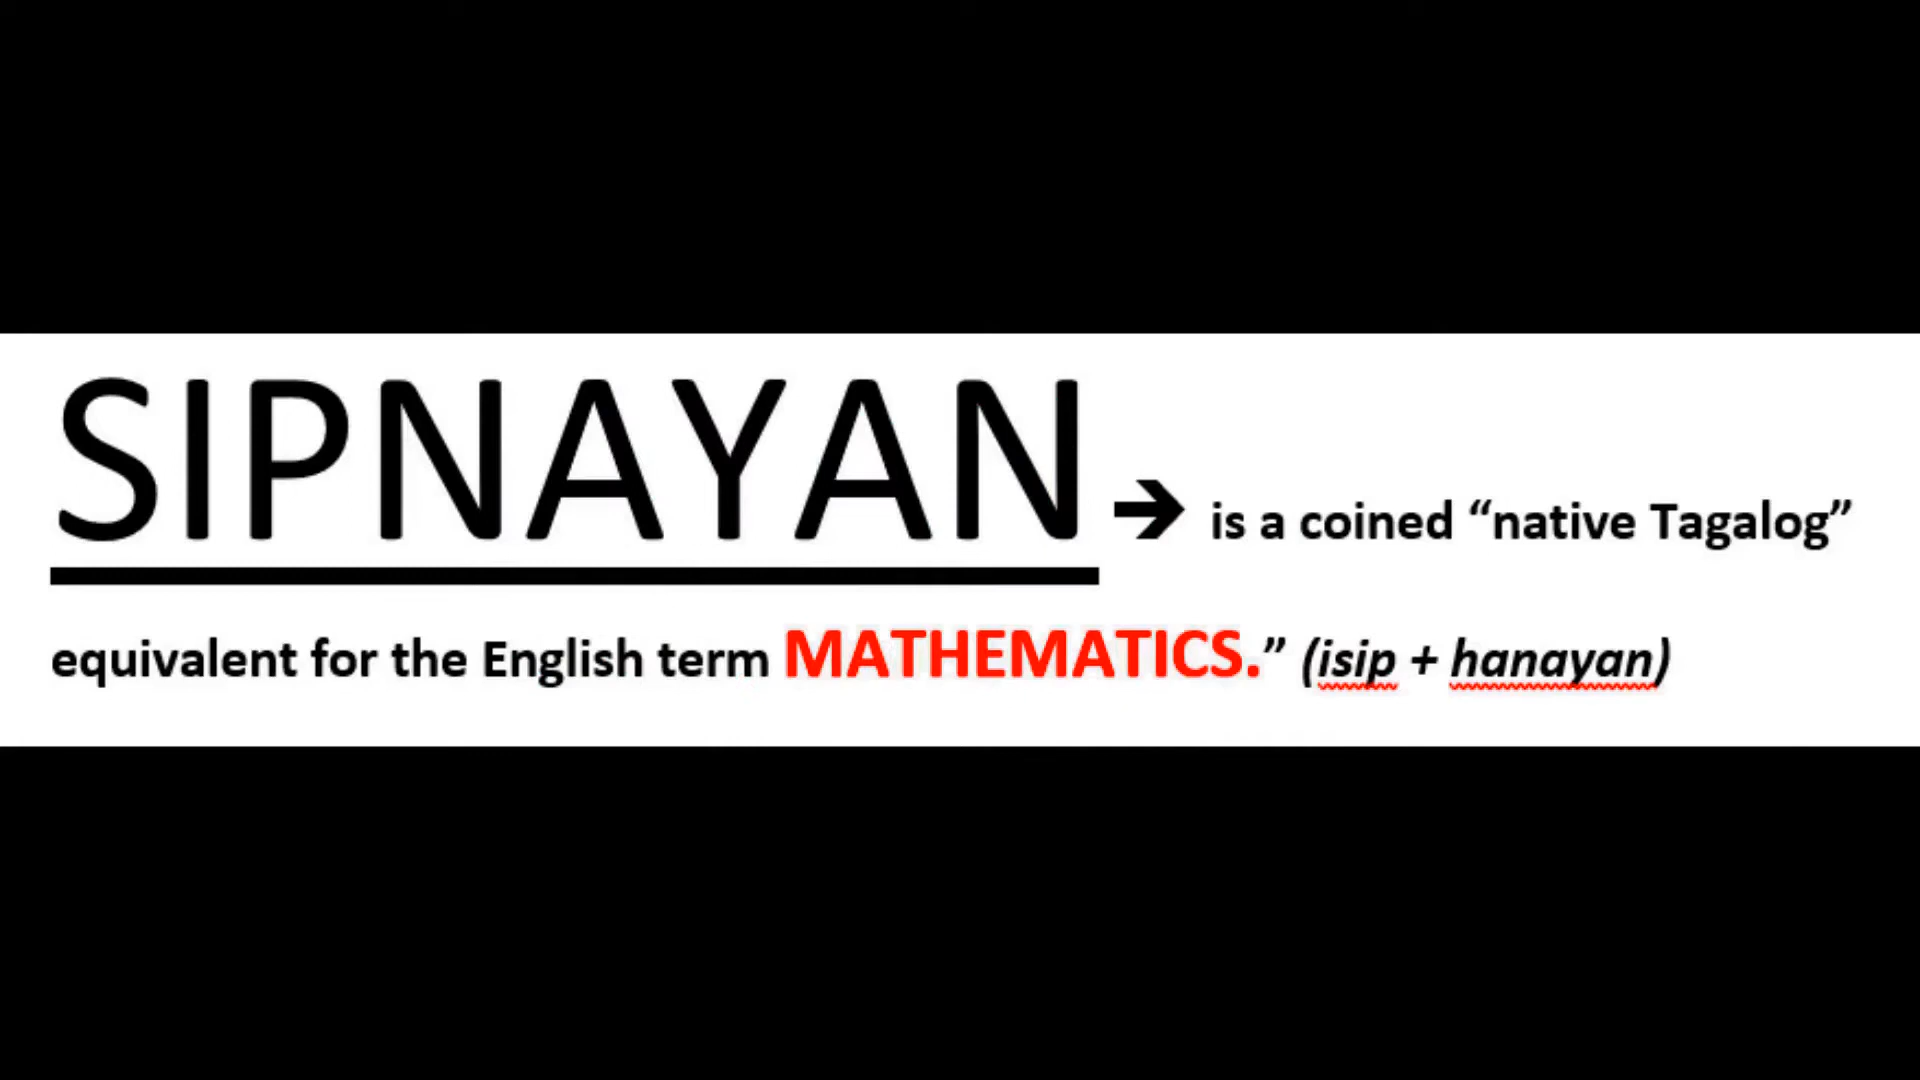 SIPNAYAN → is a coined “native Tagalog”
equivalent for the English term MATHEMATICS.” (isip + hanayan)